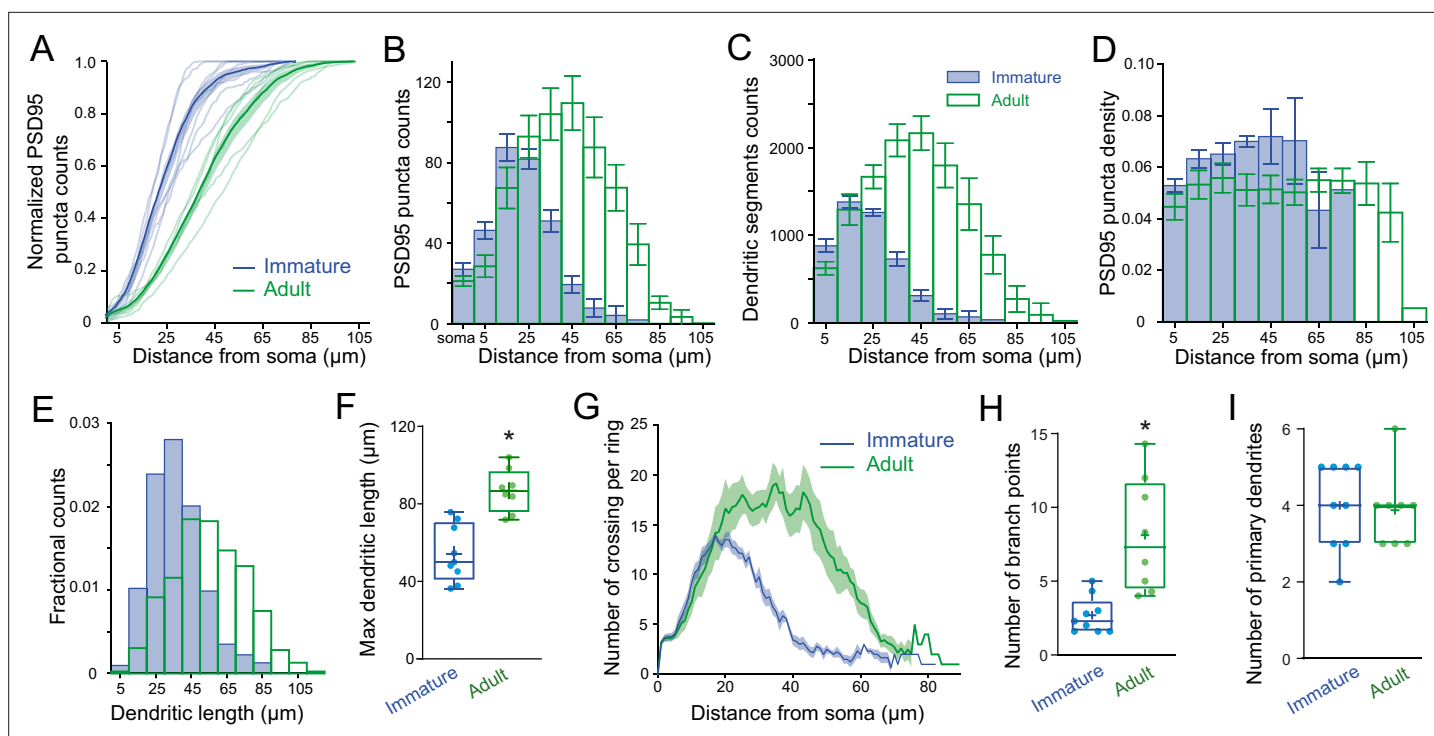 A
Normalized PSD95
puncta counts
1.0
0.8
0.6
0.4
0.2
0
Immature
Adult
5 25 45 65 85 105
Distance from soma (µm)
B
PSD95 puncta counts
120
80
40
0
soma 5 25 45 65 85 105
Distance from soma (µm)
C
Dendritic segments counts
3000
2000
1000
0
Immature
Adult
5 25 45 65 85 105
Distance from soma (µm)
D
PSD95 puncta density
0.10
0.08
0.06
0.04
0.02
0.00
5 25 45 65 85 105
Distance from soma (µm)
E
Fractional counts
0.03
0.02
0.01
0
5 25 45 65 85 105
Dendritic length (µm)
F
Max dendritic length (µm)
120
80
40
0
*
Immature
Adult
G
Number of crossing per ring
25
20
15
10
5
0
Immature
Adult
0 20 40 60 80
Distance from soma (µm)
H
Number of branch points
15
10
5
0
*
Immature
Adult
I
Number of primary dendrites
6
4
2
0
Immature
Adult